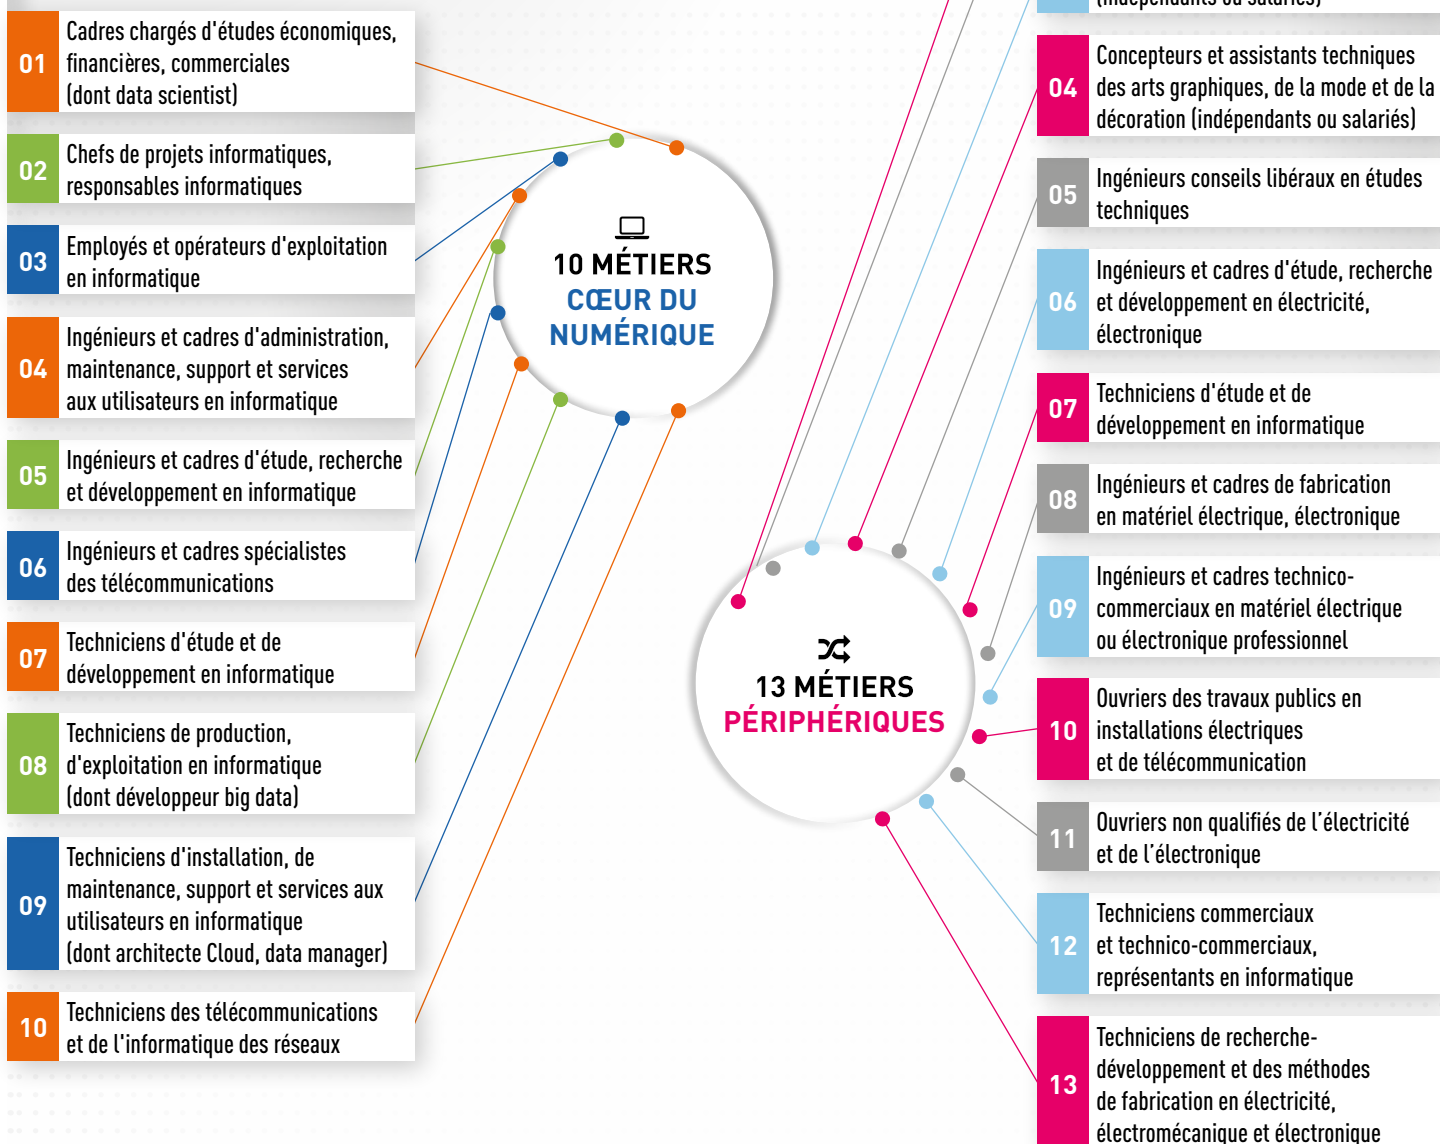 01
Cadres chargés d'études économiques,
financières, commerciales
(dont data scientist)
02
Chefs de projets informatiques,
responsables informatiques
03
Employés et opérateurs d'exploitation
en informatique
04
Ingénieurs et cadres d'administration,
maintenance, support et services
aux utilisateurs en informatique
05
Ingénieurs et cadres d'étude, recherche
et développement en informatique
06
Ingénieurs et cadres spécialistes
des télécommunications
07
Techniciens d'étude et de
développement en informatique
08
Techniciens de production,
d'exploitation en informatique
(dont développeur big data)
09
Techniciens d'installation, de
maintenance, support et services aux
utilisateurs en informatique
(dont architecte Cloud, data manager)
10
Techniciens des télécommunications
et de l'informatique des réseaux
10 MÉTIERS
CŒUR DU
NUMÉRIQUE
13 MÉTIERS
PÉRIPHÉRIQUES
(indépendants ou salariés)
04
Concepteurs et assistants techniques
des arts graphiques, de la mode et de la
décoration (indépendants ou salariés)
05
Ingénieurs conseils libéraux en études
techniques
06
Ingénieurs et cadres d'étude, recherche
et développement en électricité,
électronique
07
Techniciens d'étude et de
développement en informatique
08
Ingénieurs et cadres de fabrication
en matériel électrique, électronique
09
Ingénieurs et cadres technico-
commerciaux en matériel électrique
ou électronique professionnel
10
Ouvriers des travaux publics en
installations électriques
et de télécommunication
11
Ouvriers non qualifiés de l’électricité
et de l’électronique
12
Techniciens commerciaux
et technico-commerciaux,
représentants en informatique
13
Techniciens de recherche-
développement et des méthodes
de fabrication en électricité,
électromécanique et électronique